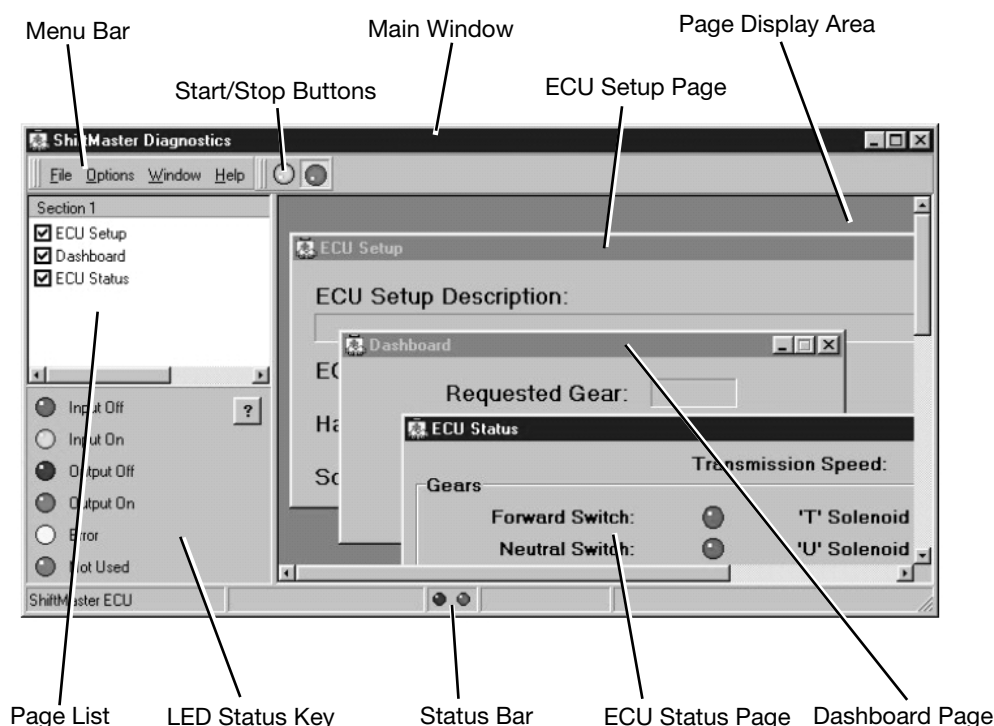 Menu Bar
Main Window
Page Display Area
Start/Stop Buttons
ECU Setup Page
ShiftMaster Diagnostics
File Options Window Help
Section 1
ECU Setup
Dashboard
ECU Status
ECU Setup
ECU Setup Description:
Dashboard
Requested Gear:
ECU Status
Transmission Speed:
Gears
Forward Switch:
'T' Solenoid
Neutral Switch:
'U' Solenoid
Input Off
?
Input On
Output Off
Output On
Error
Not Used
ShiftMaster ECU
Page List
LED Status Key
Status Bar
ECU Status Page
Dashboard Page